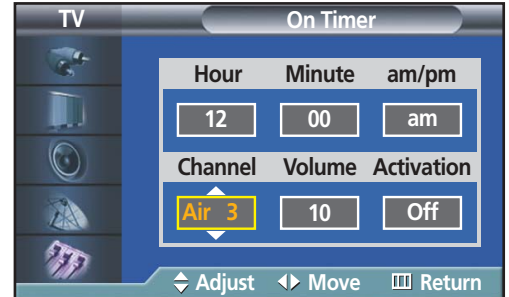 TV
On Timer
Hour Minute am/pm
12 00 am
Channel Volume Activation
Air 3 10 Off
Adjust Move Return